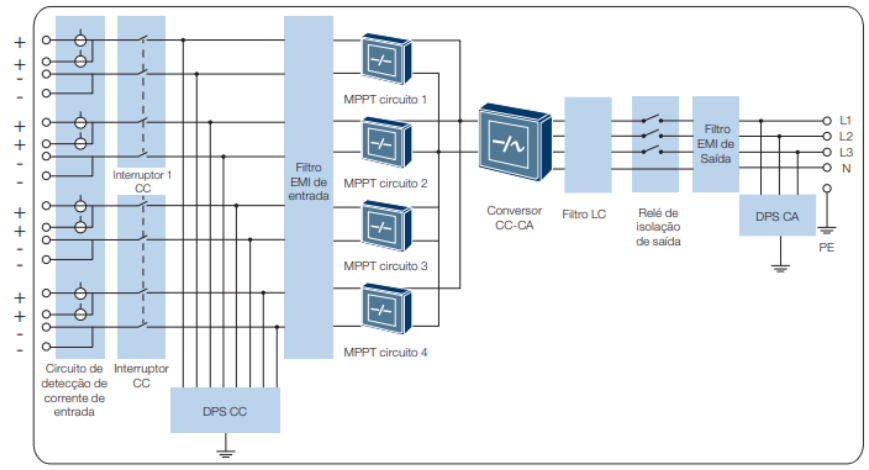 +
+
-
-
+
+
-
-
+
+
-
-
+
+
-
-
Circuito de
detecção de
corrente de
entrada
Interruptor 1
CC
Interruptor
CC
DPS CC
Filtro
EMI de
entrada
MPPT circuito 1
MPPT circuito 2
MPPT circuito 3
MPPT circuito 4
Conversor
CC-CA
Filtro LC
Relé de
isolação
de saída
Filtro
EMI de
Saída
DPS CA
L1
L2
L3
N
PE